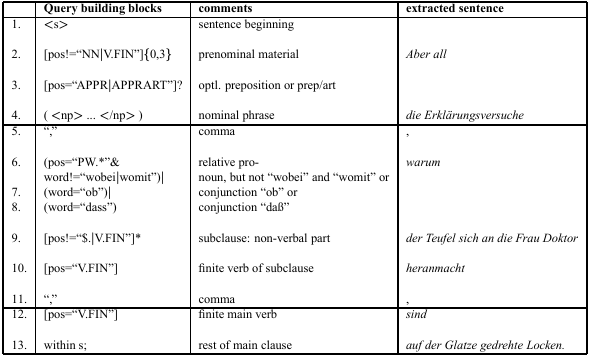 Query building blocks comments extracted sentence
1. <s> sentence beginning
2. [pos!=“NN|V.FIN”]{0,3} prenominal material Aber all
3. [pos=“APPR|APPRART”]? optl. preposition or prep/art
4. ( <np> ... </np> ) nominal phrase die Erklärungsversuche
5. “,” comma ,
6. (pos=“PW.*”& relative pro- warum
word!=“wobei|womit”)| noun, but not “wobei” and “womit” or
7. (word=“ob”)| conjunction “ob” or
8. (word=“dass”) conjunction “daß”
9. [pos!=“$.|V.FIN”]* subclause: non-verbal part der Teufel sich an die Frau Doktor
10. [pos=“V.FIN”] finite verb of subclause heranmacht
11. “,” comma ,
12. [pos=“V.FIN”] finite main verb sind
13. within s; rest of main clause auf der Glatze gedrehte Locken.